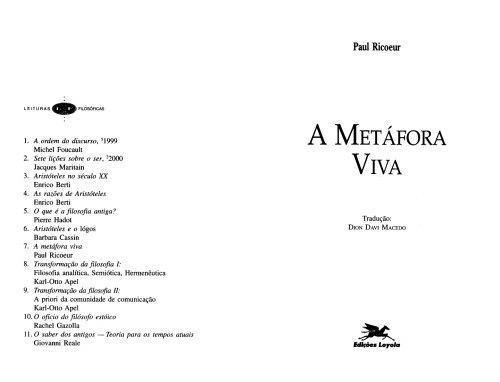 LEITURAS FILOSÓFICAS
1. A ordem do discurso, ⁵1999
Michel Foucault
2. Sete lições sobre o ser, ²2000
Jacques Maritain
3. Aristóteles no século XX
Enrico Berti
4. As razões de Aristóteles
Enrico Berti
5. O que é a filosofia antiga?
Pierre Hadot
6. Aristóteles e o lógos
Barbara Cassin
7. A metáfora viva
Paul Ricoeur
8. Transformação da filosofia I:
Filosofia analítica, Semiótica, Hermenêutica
Karl-Otto Apel
9. Transformação da filosofia II:
A priori da comunidade de comunicação
Karl-Otto Apel
10. O ofício do filósofo estóico
Rachel Gazolla
11. O saber dos antigos — Teoria para os tempos atuais
Giovanni Reale
Paul Ricoeur
A METÁFORA
VIVA
Tradução:
DION DAVI MACEDO
Edições Loyola